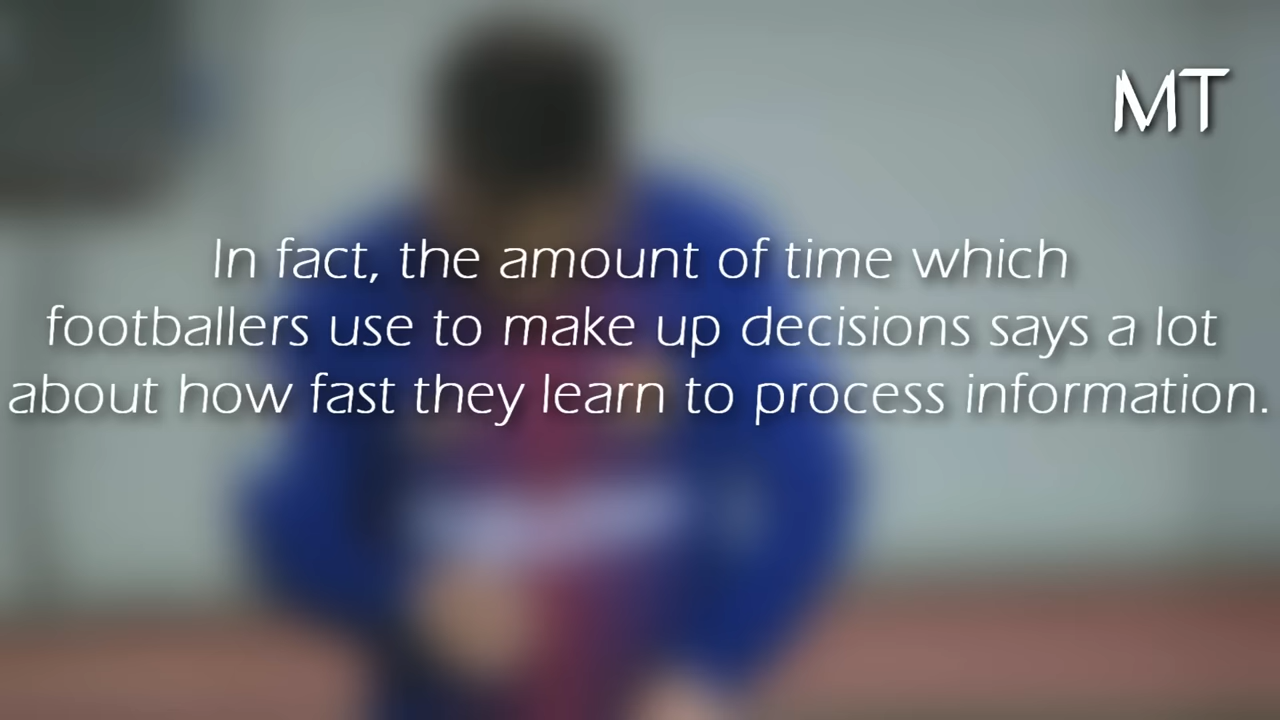 MT
In fact, the amount of time which
footballers use to make up decisions says a lot
about how fast they learn to process information.